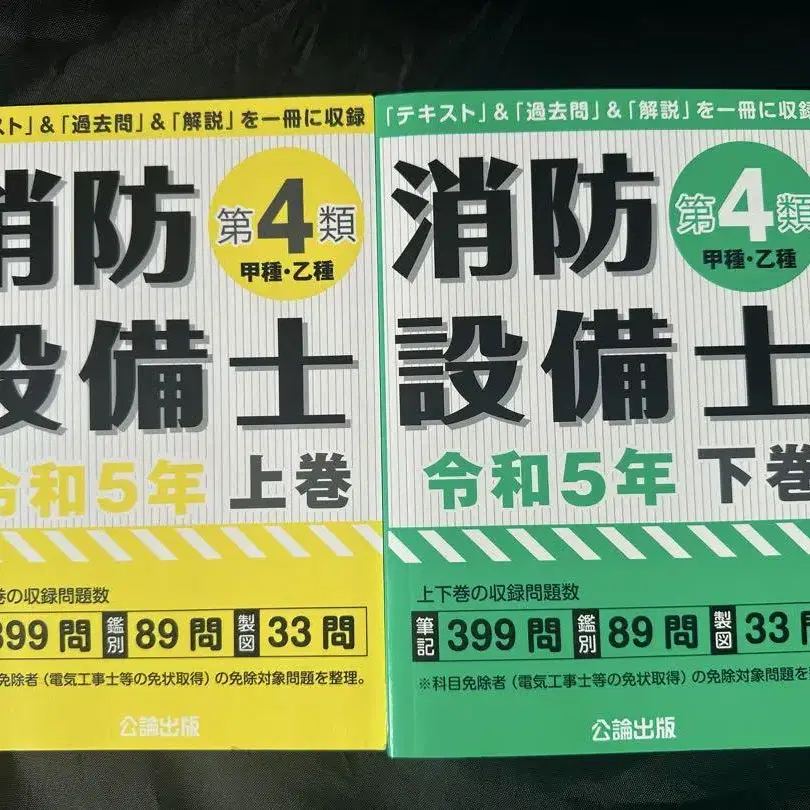 スト」&「過去問」&「解説」を一冊に収録
消防
第4類
甲種・乙種
設備士
令和5年 上巻
巻の収録問題数
399問 鑑別 89問 製図 33問
免除者(電気工事士等の免状取得)の免除対象問題を整理。
公論出版
「テキスト」&「過去問」&「解説」を一冊に収録
消防
第4類
甲種・乙種
設備士
令和5年 下巻
上下巻の収録問題数
筆記 399問 鑑別 89問 製図 33問
※科目免除者(電気工事士等の免状取得)の免除対象問題を
公論出版